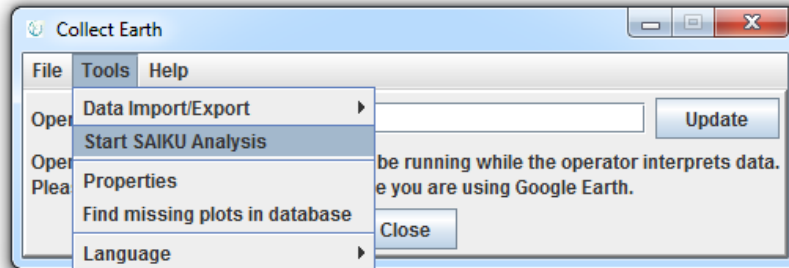 Collect Earth
File Tools Help
Data Import/Export
Oper
Update
Start SAIKU Analysis
Oper
be running while the operator interprets data.
Properties
Plea
e you are using Google Earth.
Find missing plots in database
Close
Language